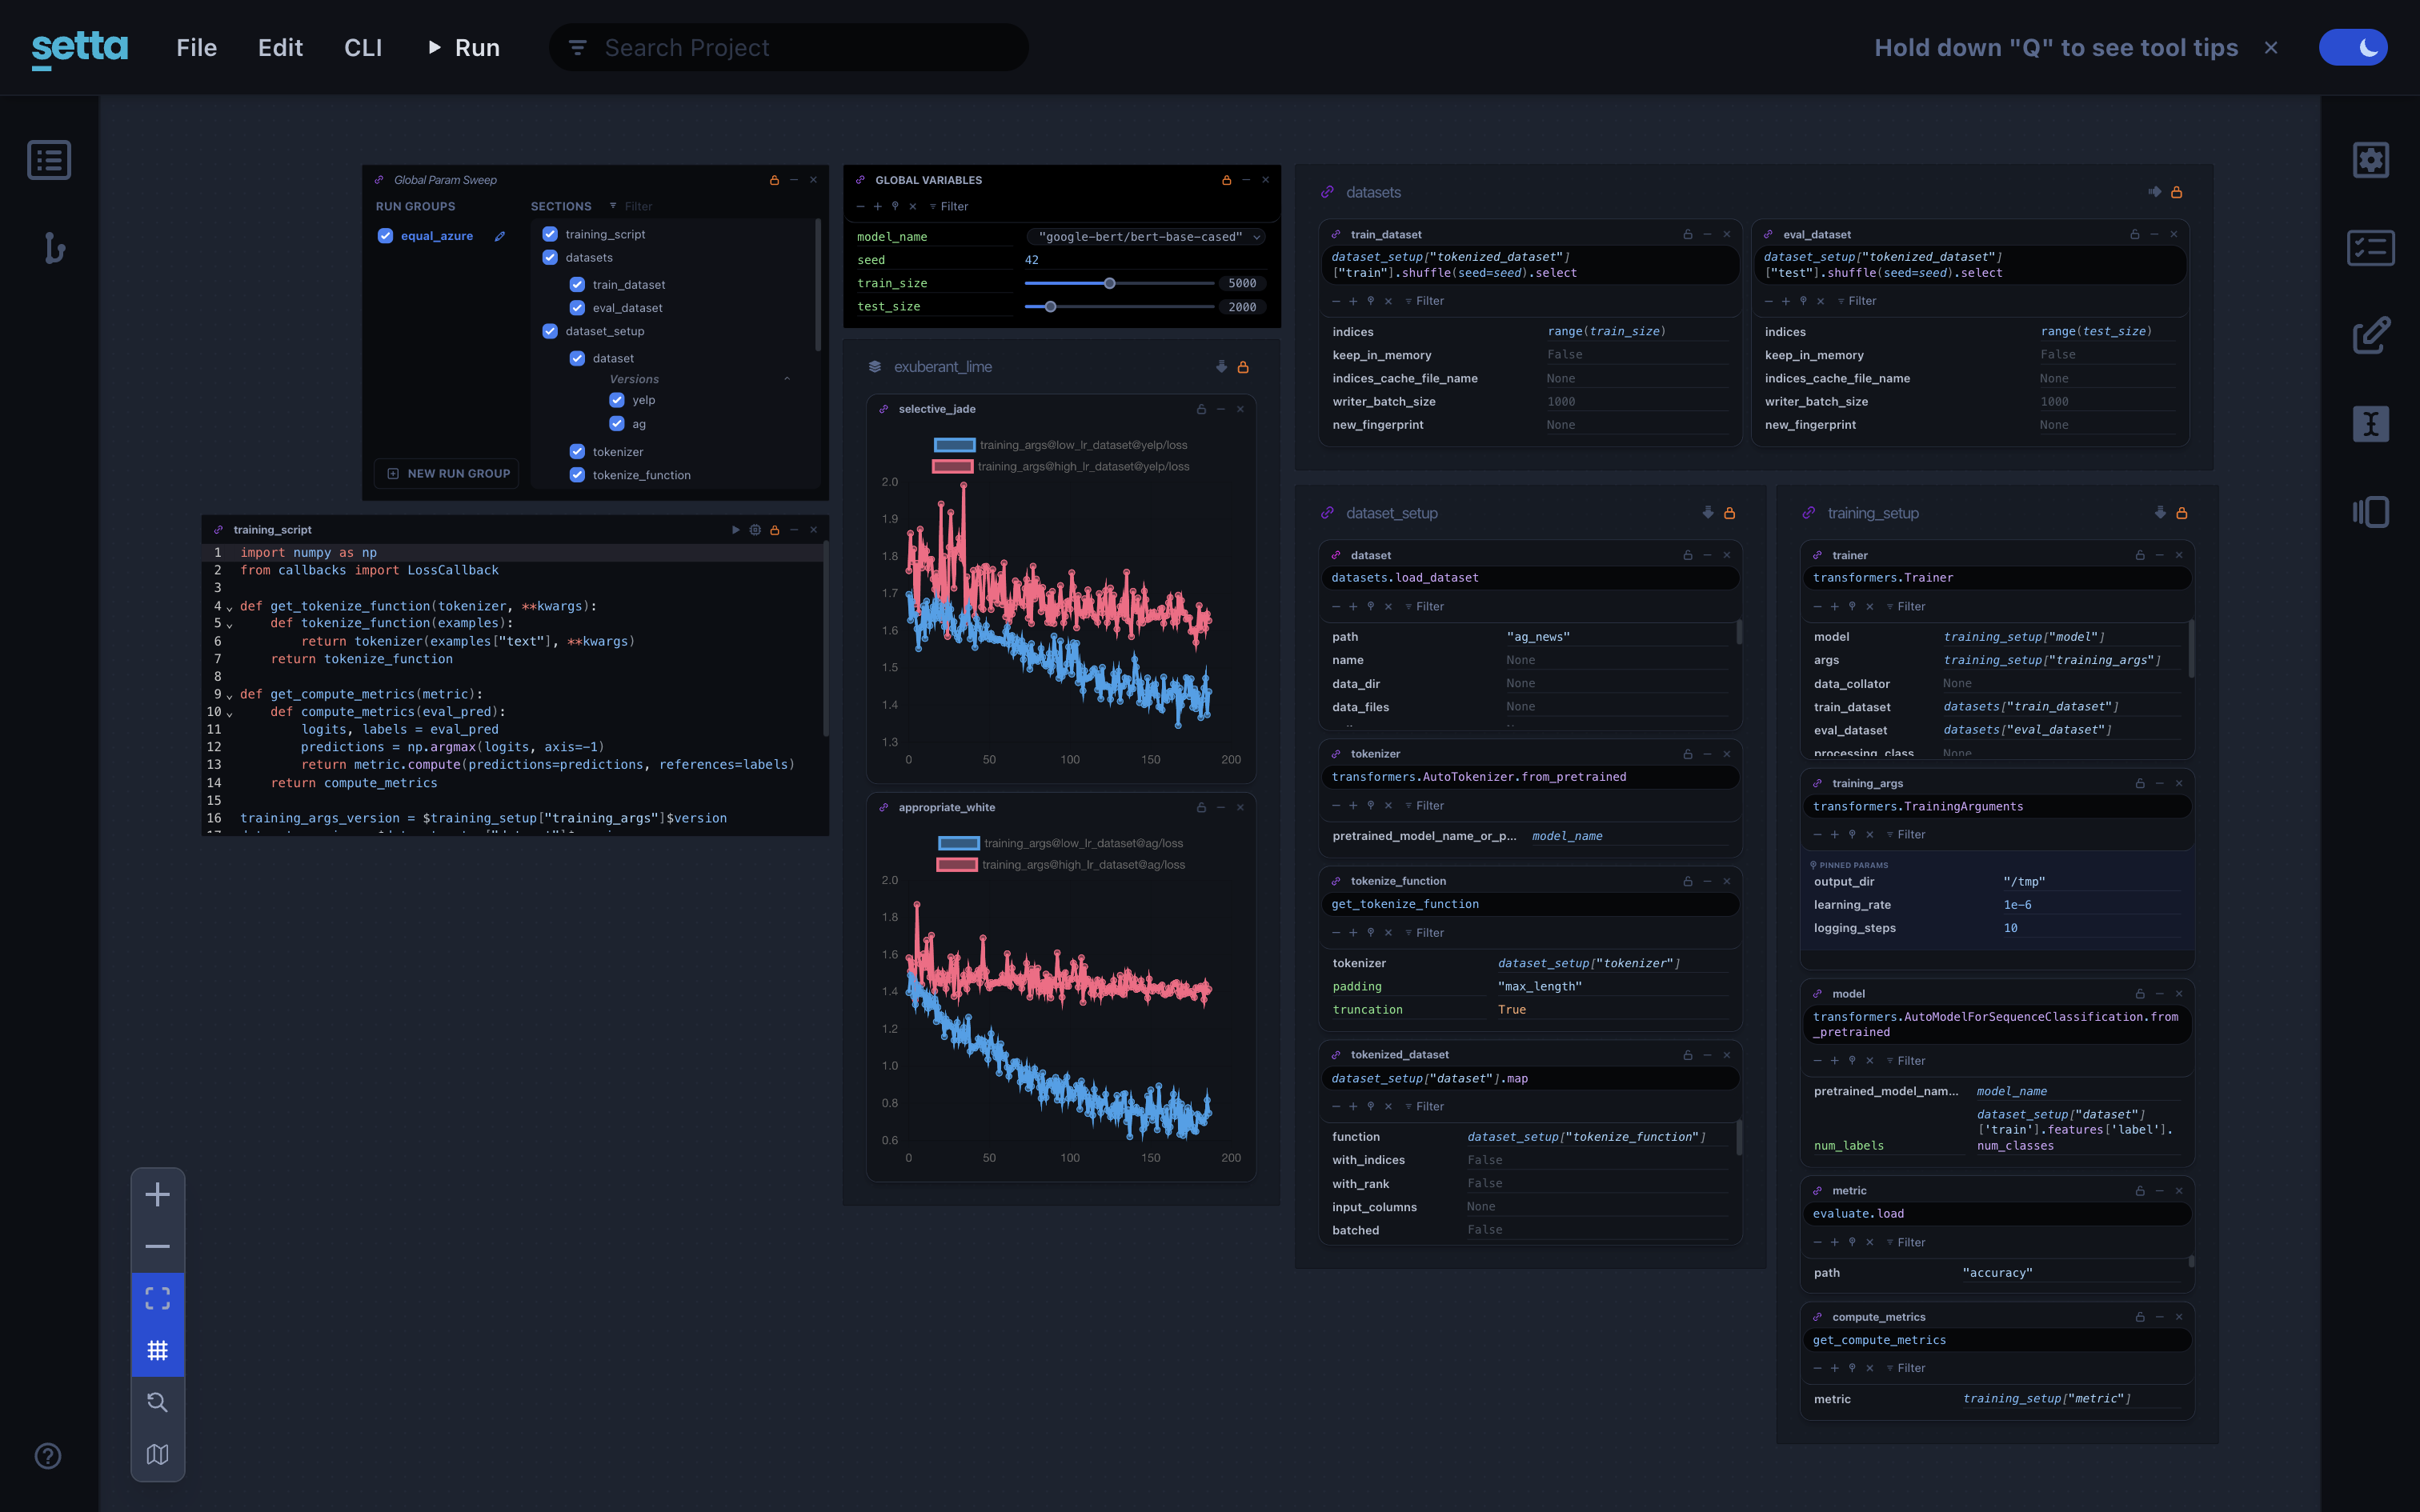 setta
File
Edit
CLI
Run
Search Project
Hold down "Q" to see tool tips
Global Param Sweep
RUN GROUPS
SECTIONS
Filter
equal_azure
training_script
datasets
train_dataset
eval_dataset
dataset_setup
dataset
Versions
yelp
ag
tokenizer
tokenize_function
NEW RUN GROUP
training_script
1 import numpy as np
2 from callbacks import LossCallback
3
4 def get_tokenize_function(tokenizer, **kwargs):
5 def tokenize_function(examples):
6 return tokenizer(examples["text"], **kwargs)
7 return tokenize_function
8
9 def get_compute_metrics(metric):
10 def compute_metrics(eval_pred):
11 logits, labels = eval_pred
12 predictions = np.argmax(logits, axis=-1)
13 return metric.compute(predictions=predictions, references=labels)
14 return compute_metrics
15
16 training_args_version = $training_setup["training_args"]$version
GLOBAL VARIABLES
Filter
model_name "google-bert/bert-base-cased"
seed 42
train_size 5000
test_size 2000
exuberant_lime
selective_jade
training_args@low_lr_dataset@yelp/loss
training_args@high_lr_dataset@yelp/loss
2.0
1.9
1.8
1.7
1.6
1.5
1.4
1.3
0 50 100 150 200
appropriate_white
training_args@low_lr_dataset@ag/loss
training_args@high_lr_dataset@ag/loss
2.0
1.8
1.6
1.4
1.2
1.0
0.8
0.6
0 50 100 150 200
datasets
train_dataset
dataset_setup["tokenized_dataset"]
["train"].shuffle(seed=seed).select
Filter
indices range(train_size)
keep_in_memory False
indices_cache_file_name None
writer_batch_size 1000
new_fingerprint None
eval_dataset
dataset_setup["tokenized_dataset"]
["test"].shuffle(seed=seed).select
Filter
indices range(test_size)
keep_in_memory False
indices_cache_file_name None
writer_batch_size 1000
new_fingerprint None
dataset_setup
dataset
datasets.load_dataset
Filter
path "ag_news"
name None
data_dir None
data_files None
tokenizer
transformers.AutoTokenizer.from_pretrained
Filter
pretrained_model_name_or_p... model_name
tokenize_function
get_tokenize_function
Filter
tokenizer dataset_setup["tokenizer"]
padding "max_length"
truncation True
tokenized_dataset
dataset_setup["dataset"].map
Filter
function dataset_setup["tokenize_function"]
with_indices False
with_rank False
input_columns None
batched False
training_setup
trainer
transformers.Trainer
Filter
model training_setup["model"]
args training_setup["training_args"]
data_collator None
train_dataset datasets["train_dataset"]
eval_dataset datasets["eval_dataset"]
processing_class None
training_args
transformers.TrainingArguments
Filter
PINNED PARAMS
output_dir "/tmp"
learning_rate 1e-6
logging_steps 10
model
transformers.AutoModelForSequenceClassification.from
_pretrained
Filter
pretrained_model_nam... model_name
dataset_setup["dataset"]
['train'].features['label'].
num_labels num_classes
metric
evaluate.load
Filter
path "accuracy"
compute_metrics
get_compute_metrics
Filter
metric training_setup["metric"]